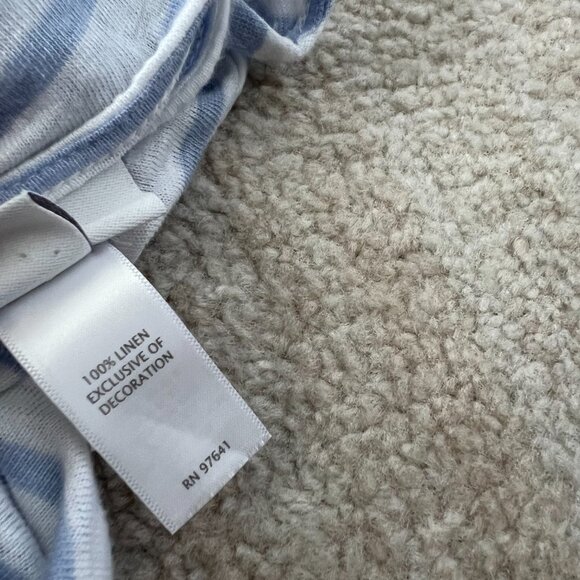 100% LINEN
EXCLUSIVE OF
DECORATION
RN 97641